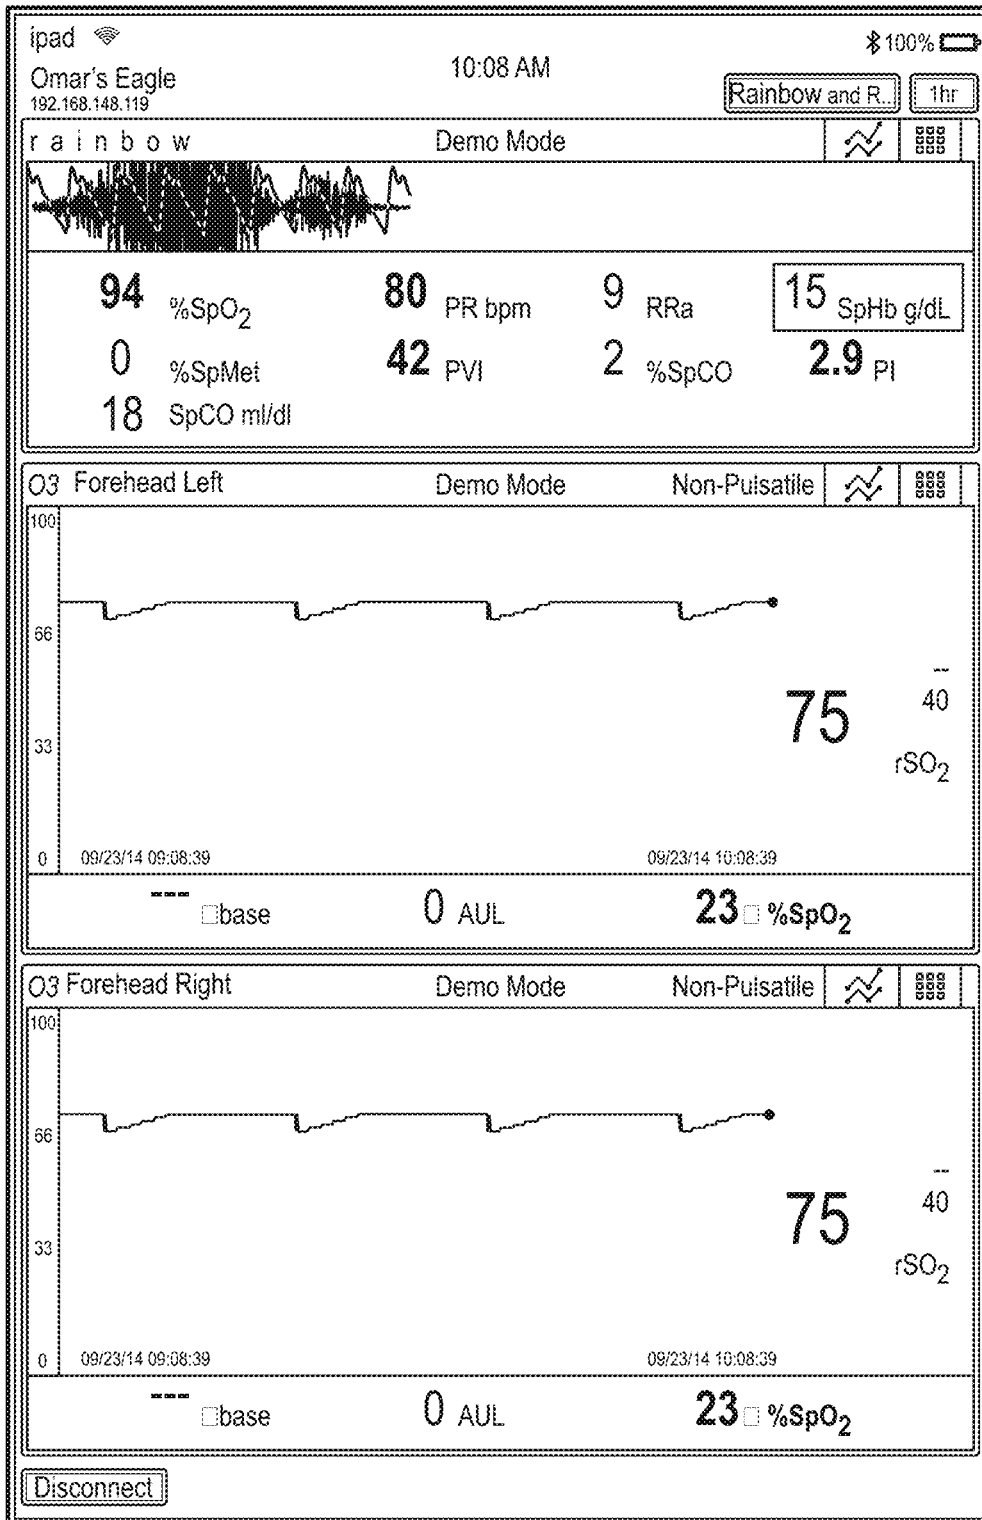 ipad 100%
10:08 AM
Omar's Eagle
192.168.148.119
Rainbow and R... 1hr
rainbow Demo Mode
94 %SpO2 80 PR bpm 9 RRa 15 SpHb g/dL
0 %SpMet 42 PVI 2 %SpCO 2.9 PI
18 SpCO ml/dl
O3 Forehead Left Demo Mode Non-Pulsatile
100
66
--
75 40
33
rSO2
0 09/23/14 09:08:39 09/23/14 10:08:39
--- □base 0 AUL 23 □ %SpO2
O3 Forehead Right Demo Mode Non-Pulsatile
100
66
--
75 40
33
rSO2
0 09/23/14 09:08:39 09/23/14 10:08:39
--- □base 0 AUL 23 □ %SpO2
Disconnect